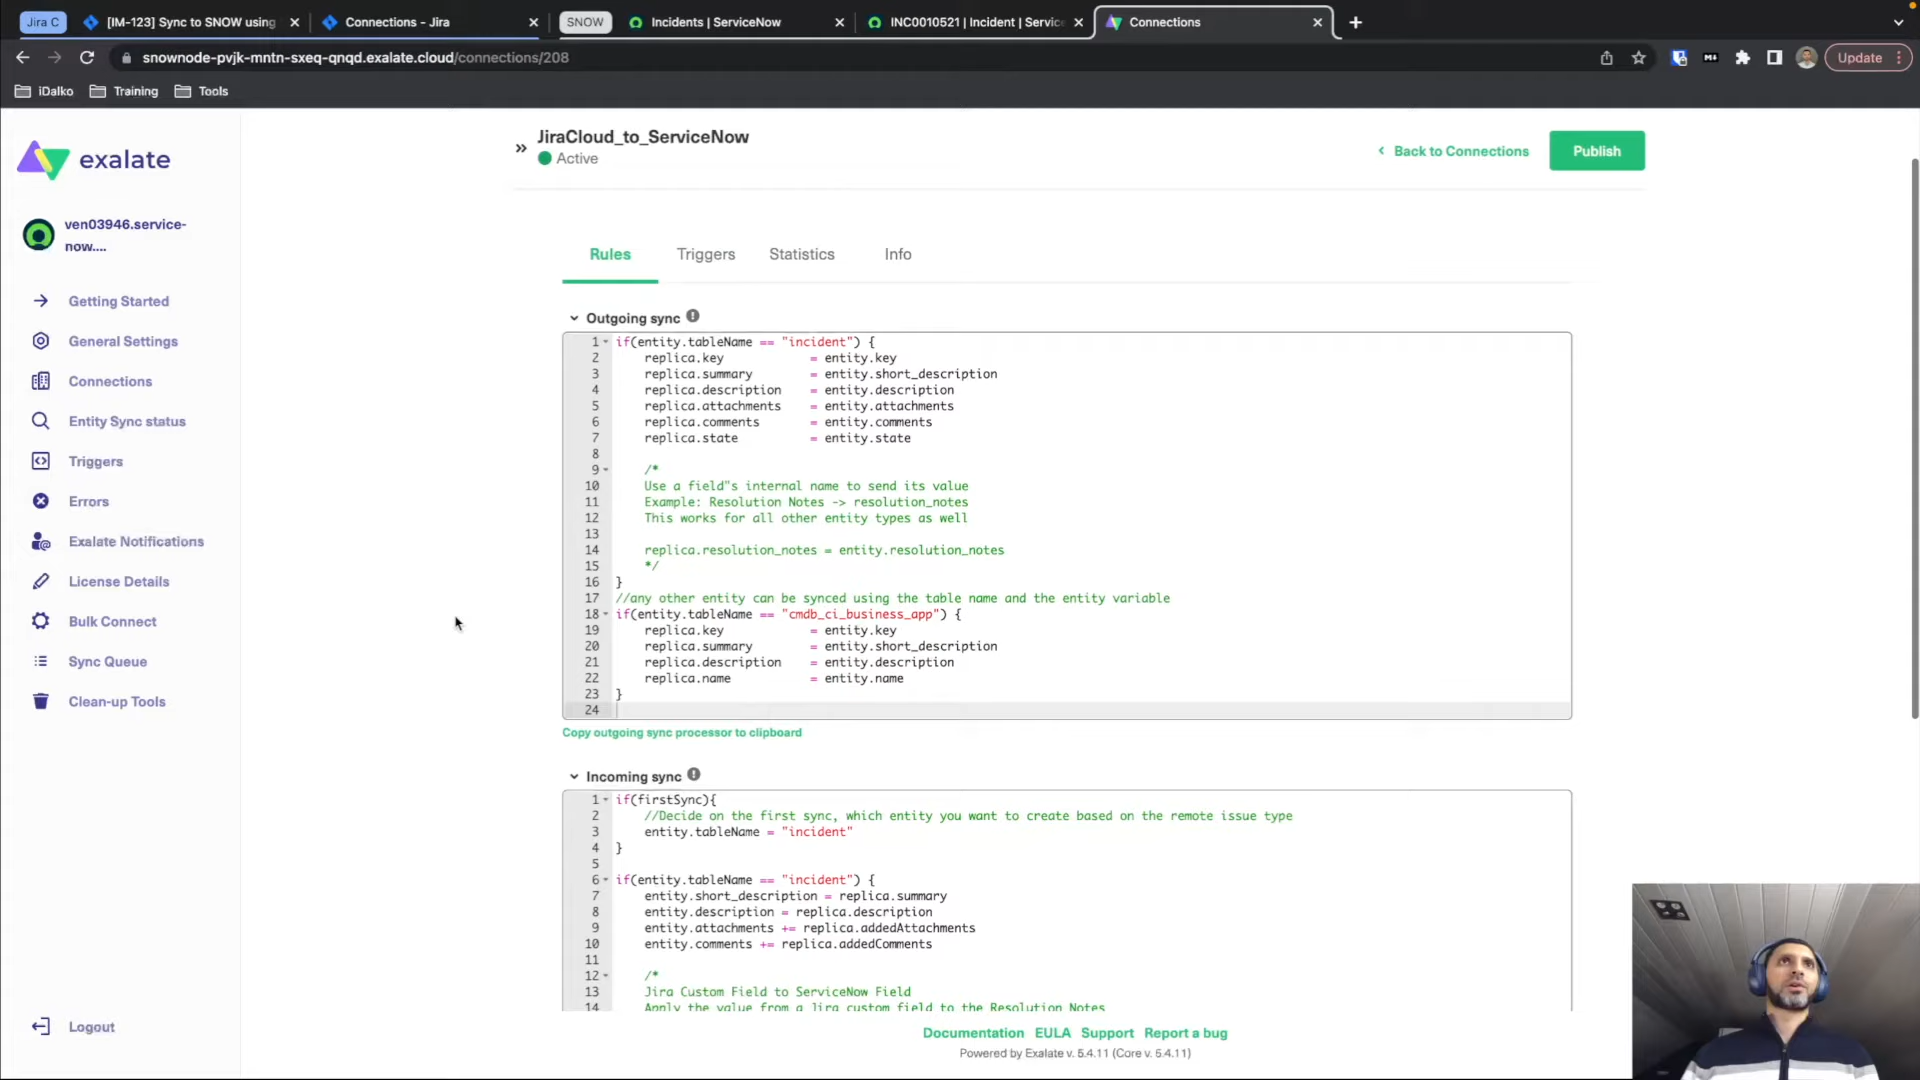 Jira C
[IM-123] Sync to SNOW using
Connections - Jira
SNOW
Incidents | ServiceNow
INC0010521 | Incident | Service
Connections
snownode-pvjk-mntn-sxeq-qnqd.exalate.cloud/connections/208
Update
iDalko
Training
Tools
exalate
ven03946.service-
now....
Getting Started
General Settings
Connections
Entity Sync status
Triggers
Errors
Exalate Notifications
License Details
Bulk Connect
Sync Queue
Clean-up Tools
Logout
JiraCloud_to_ServiceNow
Active
Back to Connections
Publish
Rules
Triggers
Statistics
Info
Outgoing sync
1 if(entity.tableName == "incident") {
2 replica.key = entity.key
3 replica.summary = entity.short_description
4 replica.description = entity.description
5 replica.attachments = entity.attachments
6 replica.comments = entity.comments
7 replica.state = entity.state
8
9 /*
10 Use a field"s internal name to send its value
11 Example: Resolution Notes -> resolution_notes
12 This works for all other entity types as well
13
14 replica.resolution_notes = entity.resolution_notes
15 */
16 }
17 //any other entity can be synced using the table name and the entity variable
18 if(entity.tableName == "cmdb_ci_business_app") {
19 replica.key = entity.key
20 replica.summary = entity.short_description
21 replica.description = entity.description
22 replica.name = entity.name
23 }
24
Copy outgoing sync processor to clipboard
Incoming sync
1 if(firstSync){
2 //Decide on the first sync, which entity you want to create based on the remote issue type
3 entity.tableName = "incident"
4 }
5
6 if(entity.tableName == "incident") {
7 entity.short_description = replica.summary
8 entity.description = replica.description
9 entity.attachments += replica.addedAttachments
10 entity.comments += replica.addedComments
11
12 /*
13 Jira Custom Field to ServiceNow Field
14 Apply the value from a Jira custom field to the Resolution Notes
Documentation EULA Support Report a bug
Powered by Exalate v. 5.4.11 (Core v. 5.4.11)